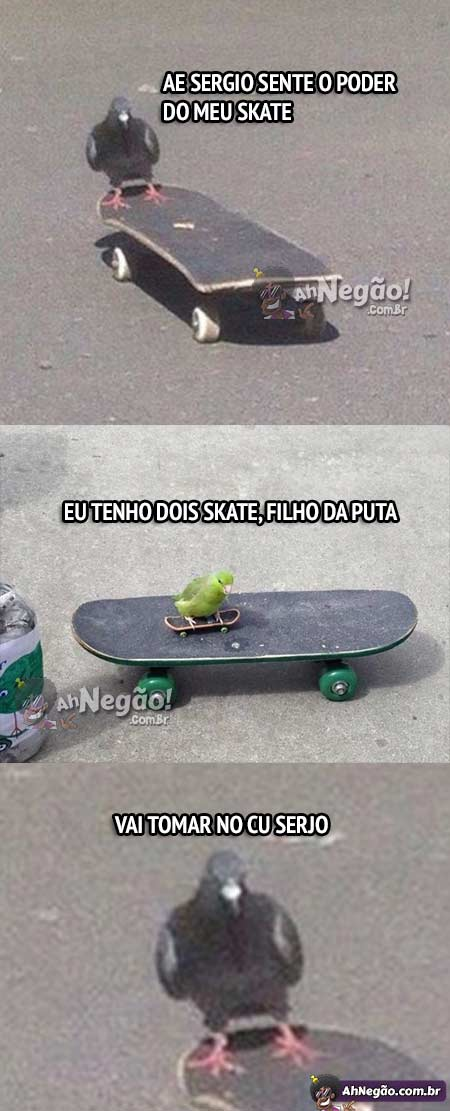 AE SERGIO SENTE O PODER
DO MEU SKATE
AhNegão!
.com.Br
EU TENHO DOIS SKATE, FILHO DA PUTA
AhNegão!
.com.Br
VAI TOMAR NO CU SERJO
AhNegão.com.br